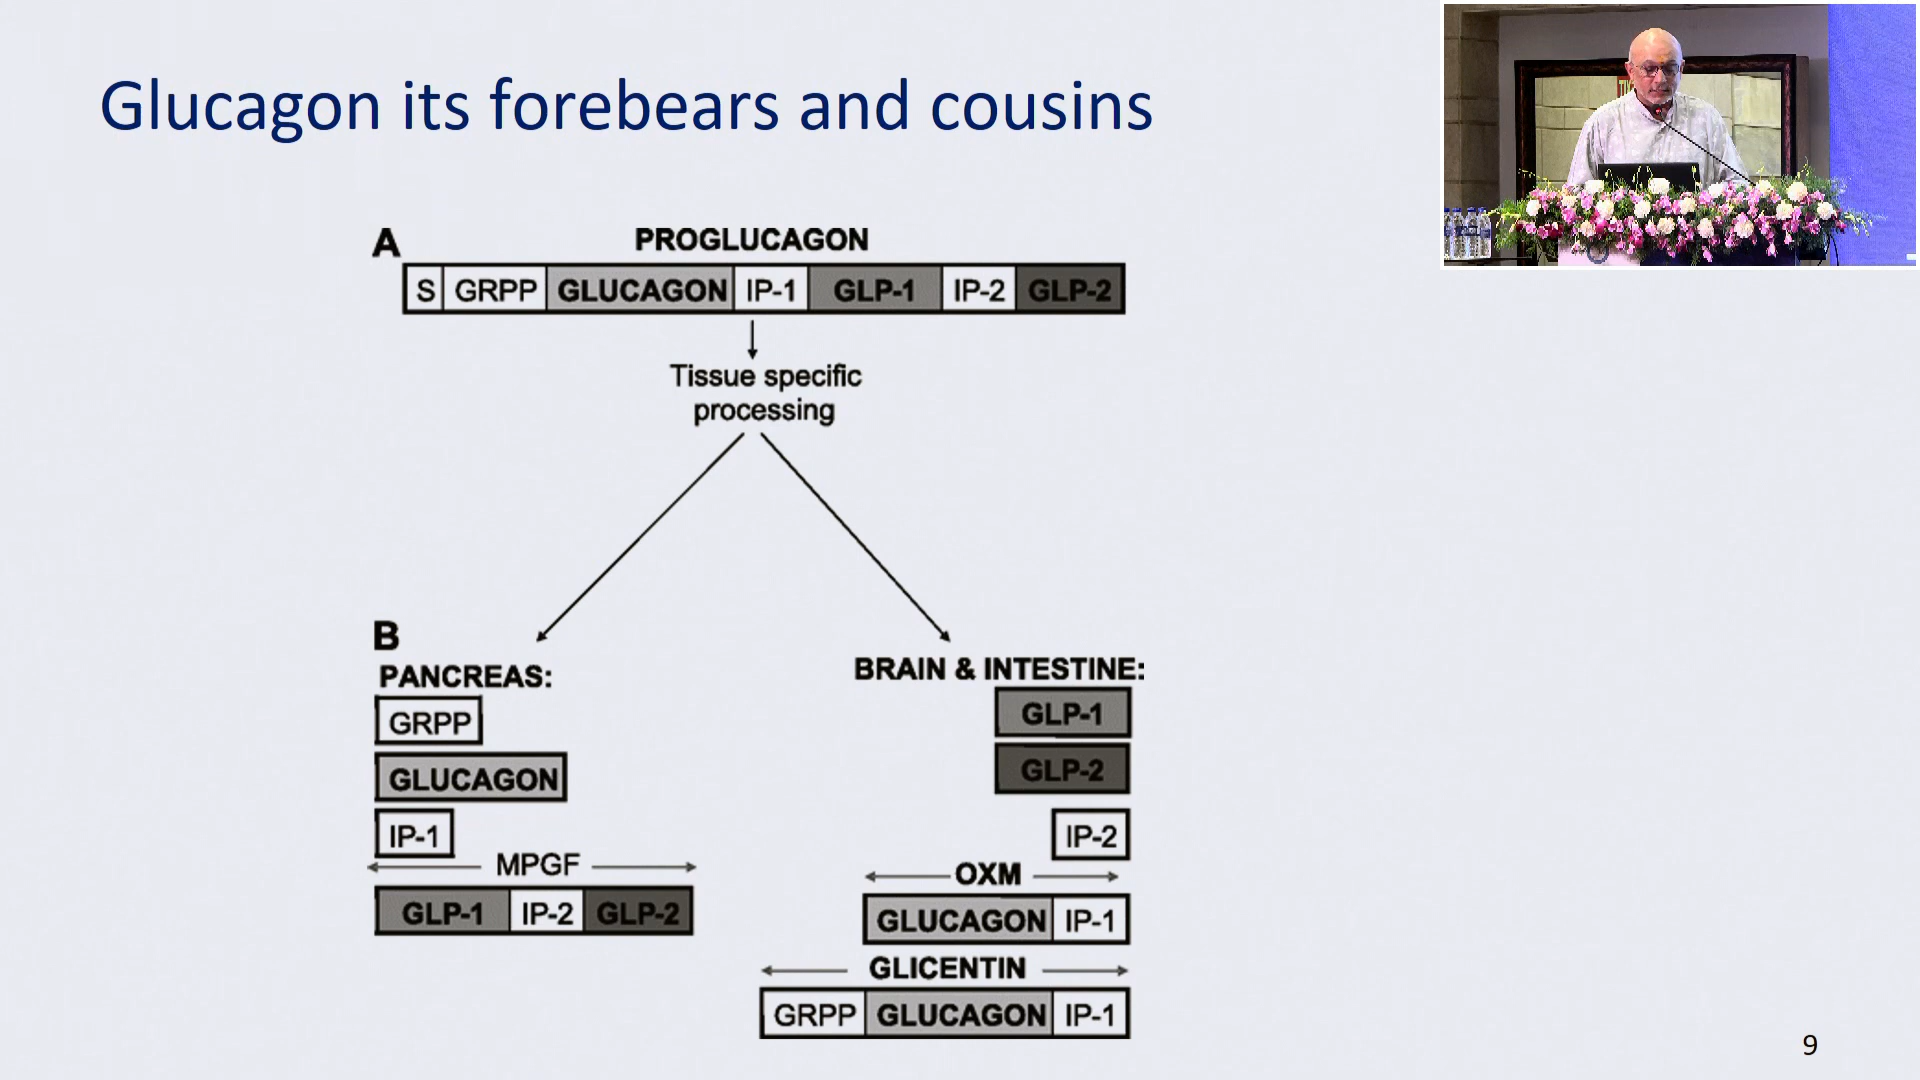 Glucagon its forebears and cousins
A
PROGLUCAGON
S GRPP GLUCAGON IP-1 GLP-1 IP-2 GLP-2
Tissue specific
processing
B
PANCREAS:
GRPP
GLUCAGON
IP-1
MPGF
GLP-1 IP-2 GLP-2
BRAIN & INTESTINE:
GLP-1
GLP-2
IP-2
OXM
GLUCAGON IP-1
GLICENTIN
GRPP GLUCAGON IP-1
9